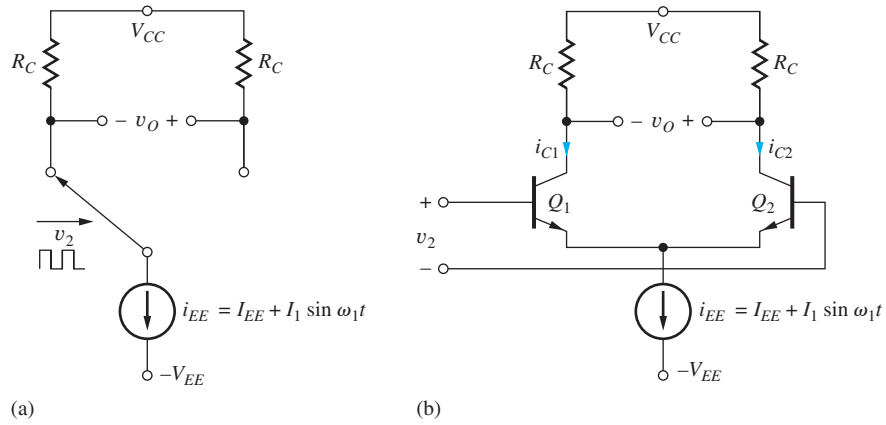 V_CC
R_C
R_C
− v_O +
v_2
i_EE = I_EE + I_1 sin ω_1t
−V_EE
(a)
V_CC
R_C
R_C
− v_O +
i_C1
i_C2
+
Q_1
Q_2
v_2
−
i_EE = I_EE + I_1 sin ω_1t
−V_EE
(b)